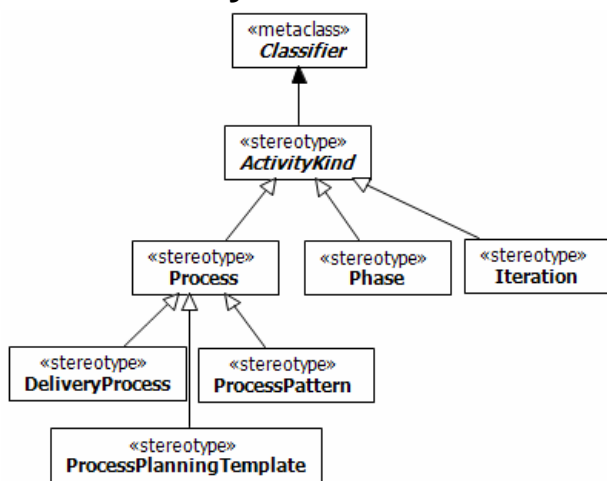 «metaclass»
Classifier
«stereotype»
ActivityKind
«stereotype»
Process
«stereotype»
Phase
«stereotype»
Iteration
«stereotype»
DeliveryProcess
«stereotype»
ProcessPattern
«stereotype»
ProcessPlanningTemplate